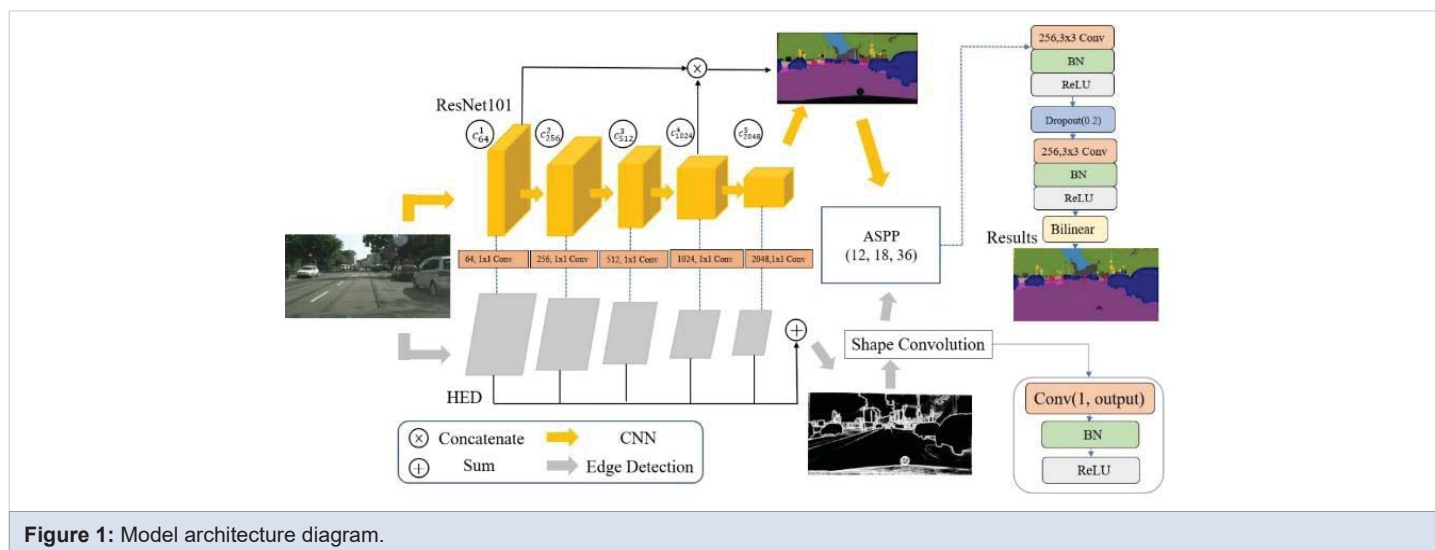 ResNet101
C^1_64
C^2_256
C^3_512
C^4_1024
C^5_2048
64, 1x1 Conv
256, 1x1 Conv
512, 1x1 Conv
1024, 1x1 Conv
2048,1x1 Conv
HED
Concatenate
CNN
Sum
Edge Detection
ASPP
(12, 18, 36)
Shape Convolution
256,3x3 Conv
BN
ReLU
Dropout(0.2)
256,3x3 Conv
BN
ReLU
Bilinear
Results
Conv(1, output)
BN
ReLU
Figure 1: Model architecture diagram.